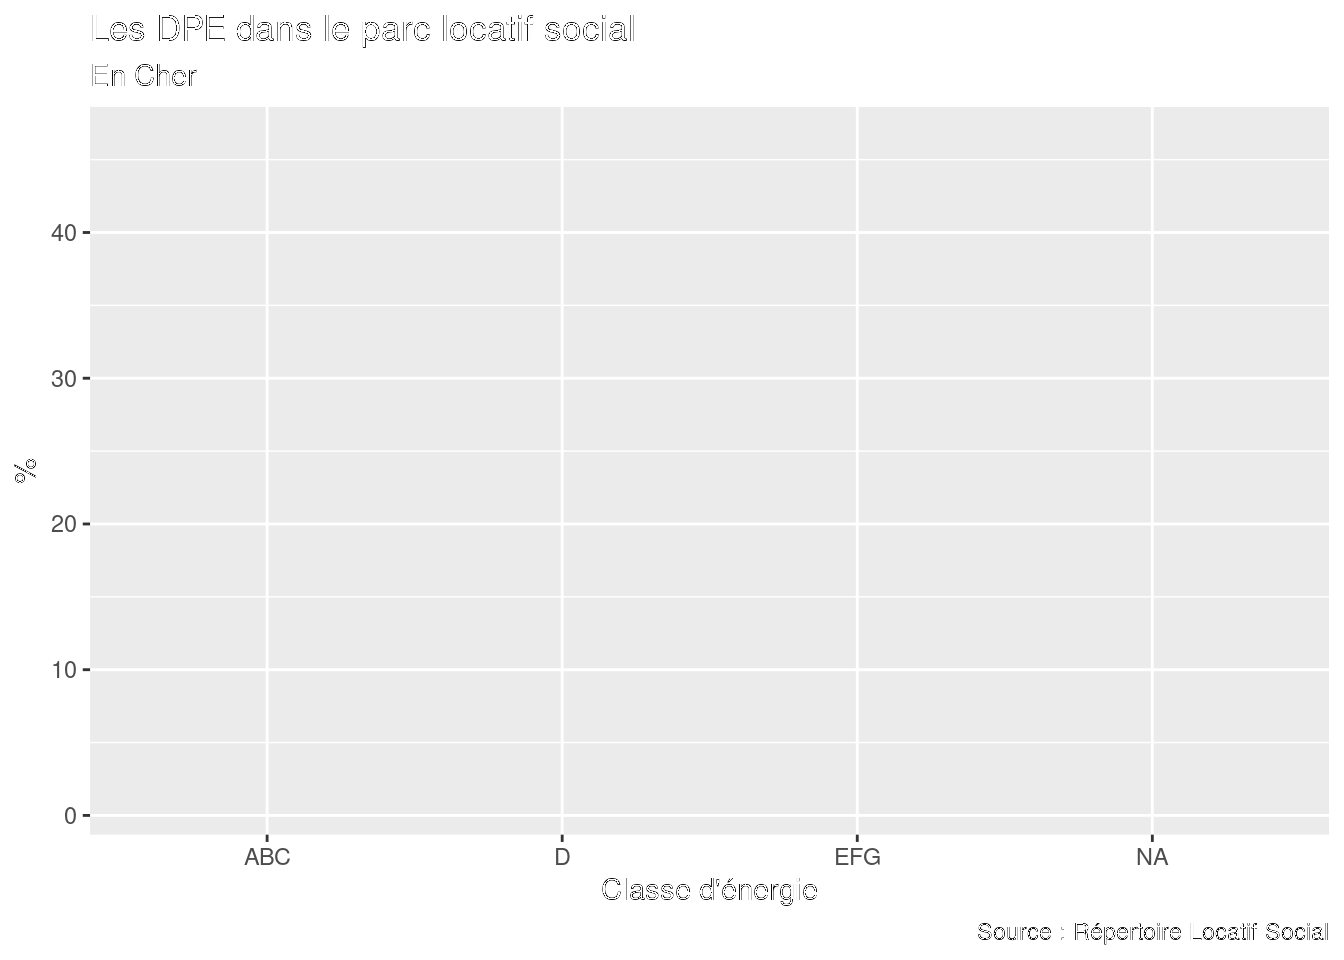 Les DPE dans le parc locatif social
En Cher
40
30
20
10
0
%
ABC D EFG NA
Classe d'énergie
Source : Répertoire Locatif Social